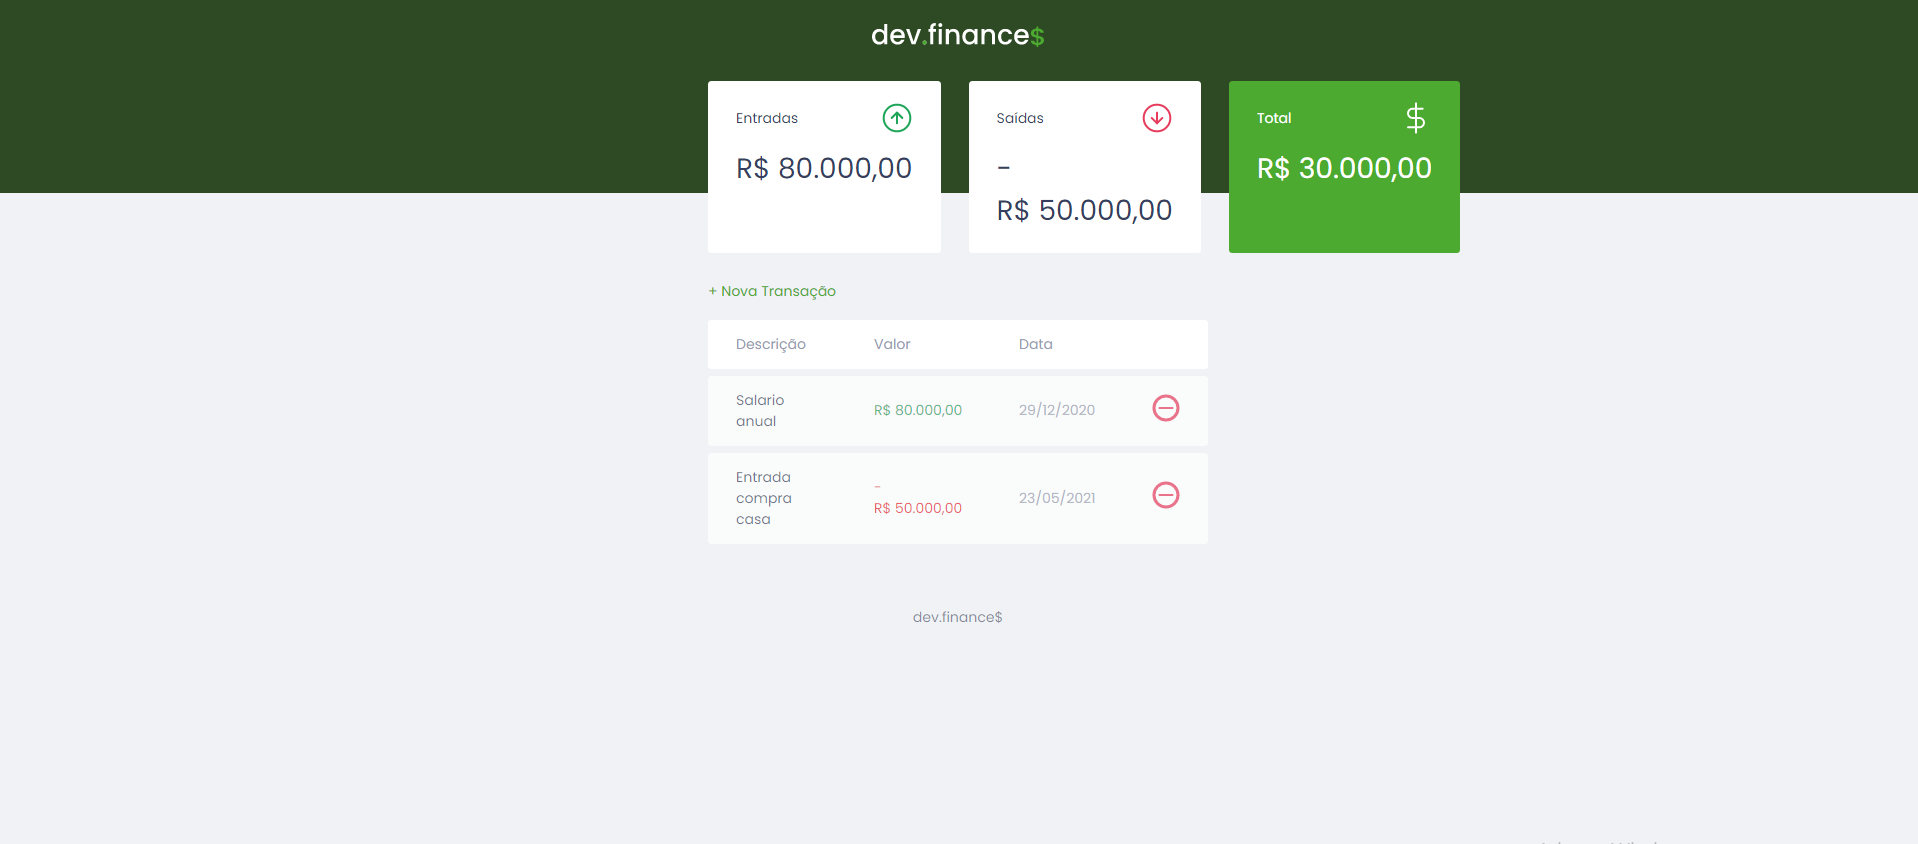 dev.finance$
Entradas
R$ 80.000,00
Saídas
-
R$ 50.000,00
Total
R$ 30.000,00
+ Nova Transação
Descrição Valor Data
Salario
anual
R$ 80.000,00
29/12/2020
Entrada
compra
casa
-
R$ 50.000,00
23/05/2021
dev.finance$